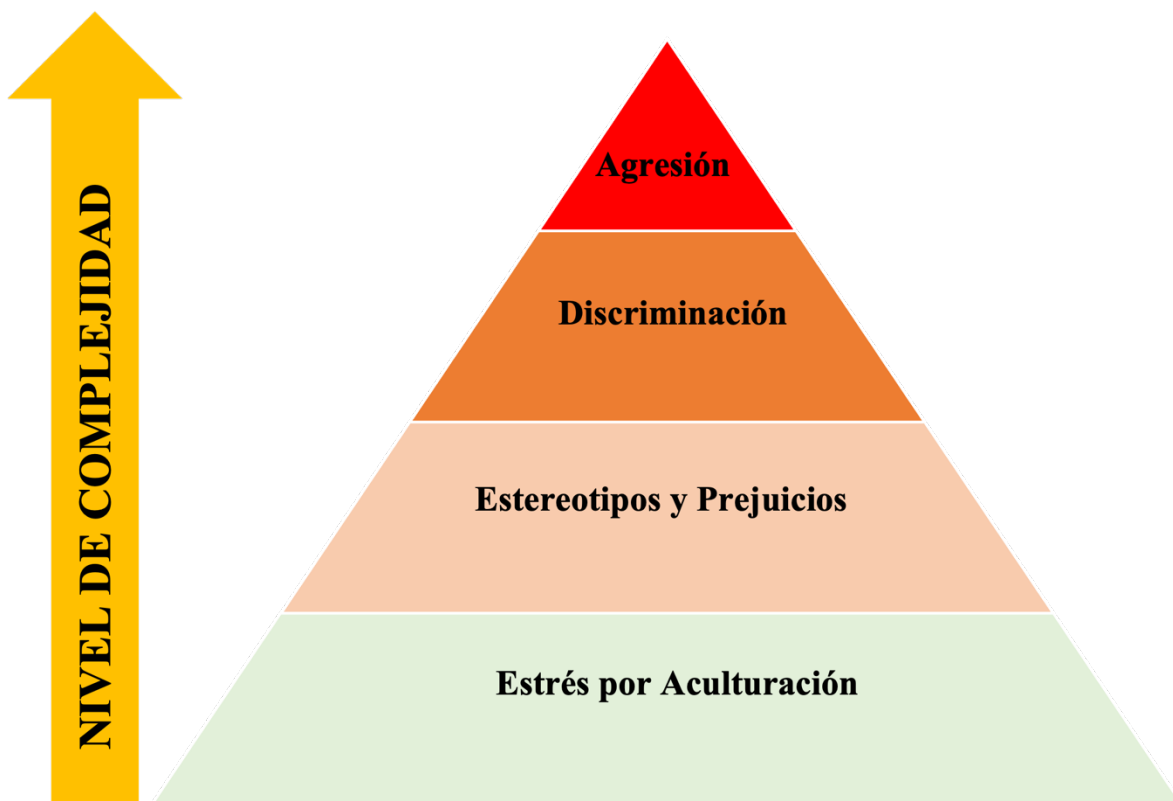 NIVEL DE COMPLEJIDAD
Agresión
Discriminación
Estereotipos y Prejuicios
Estrés por Aculturación